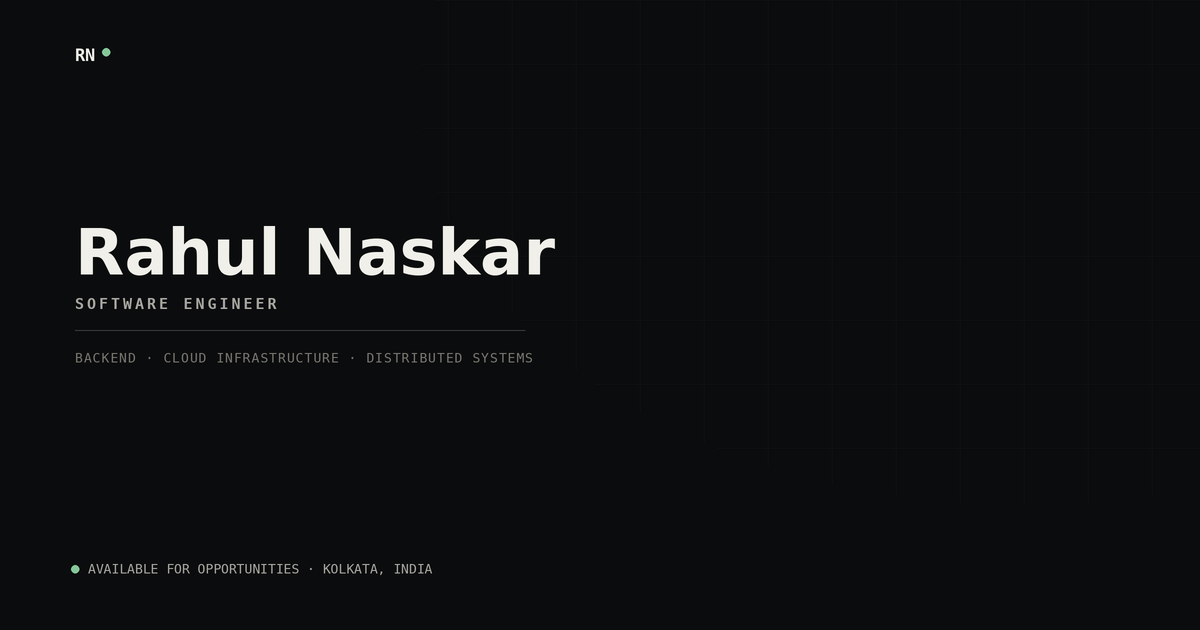 RN
Rahul Naskar
SOFTWARE ENGINEER
BACKEND · CLOUD INFRASTRUCTURE · DISTRIBUTED SYSTEMS
AVAILABLE FOR OPPORTUNITIES · KOLKATA, INDIA